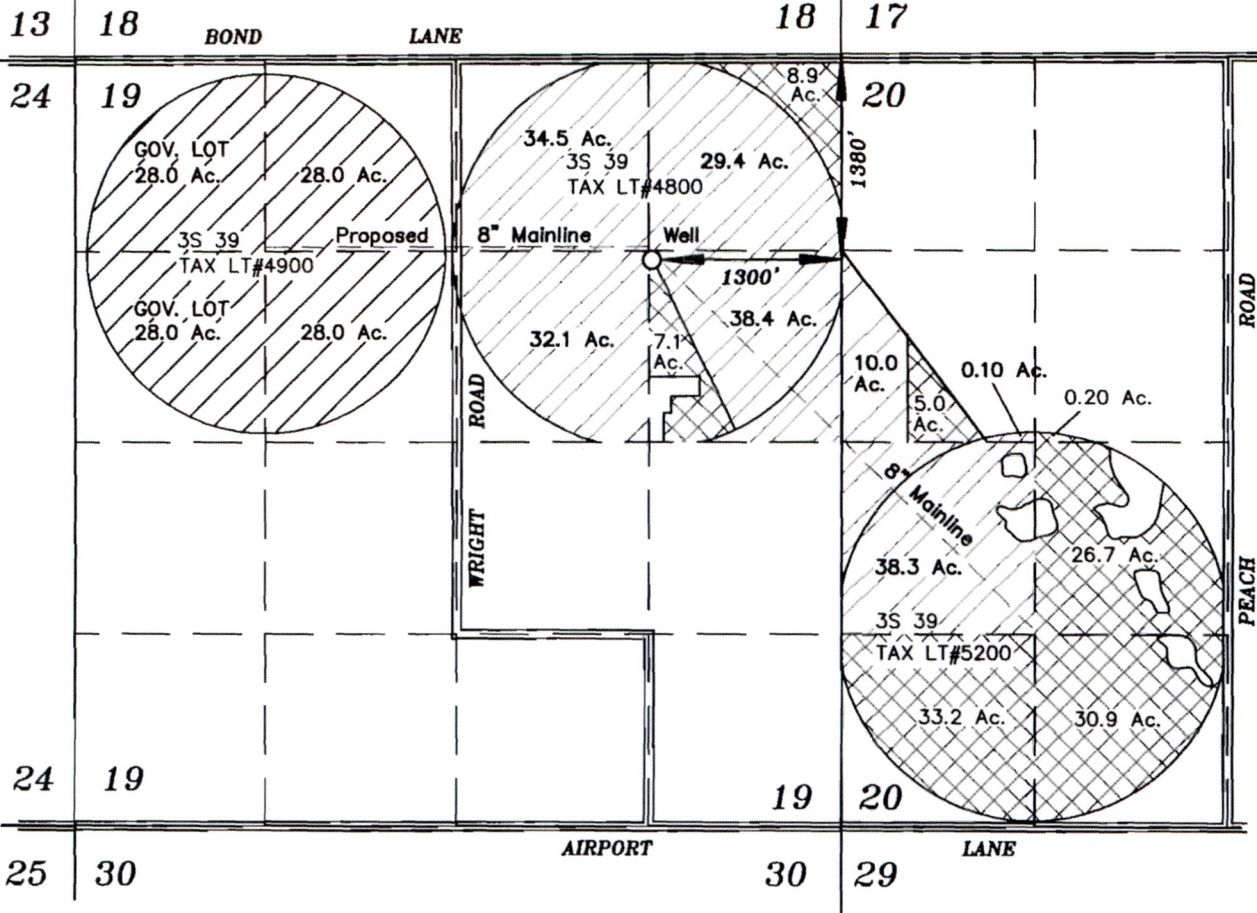 13 18
BOND LANE
18 17
24 19
20
8.9
Ac.
1380'
GOV. LOT
28.0 Ac.
28.0 Ac.
34.5 Ac.
3S 39
TAX LT#4800
29.4 Ac.
3S 39
TAX LT#4900
Proposed 8" Mainline
Well
1300'
GOV. LOT
28.0 Ac.
28.0 Ac.
32.1 Ac.
7.1
Ac.
38.4 Ac.
10.0
Ac.
5.0
Ac.
0.10 Ac.
0.20 Ac.
WRIGHT ROAD
PEACH ROAD
8" Mainline
38.3 Ac.
26.7 Ac.
3S 39
TAX LT#5200
33.2 Ac.
30.9 Ac.
24 19
19 20
AIRPORT LANE
25 30
30 29